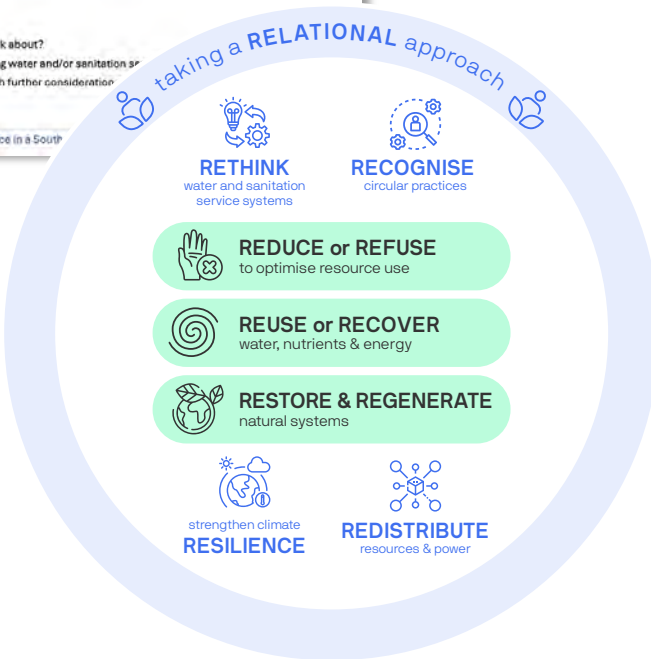 k about?
g water and/or sanitation se
h further consideration
ce in a South
taking a RELATIONAL approach
RETHINK
water and sanitation
service systems
RECOGNISE
circular practices
REDUCE or REFUSE
to optimise resource use
REUSE or RECOVER
water, nutrients & energy
RESTORE & REGENERATE
natural systems
strengthen climate
RESILIENCE
REDISTRIBUTE
resources & power